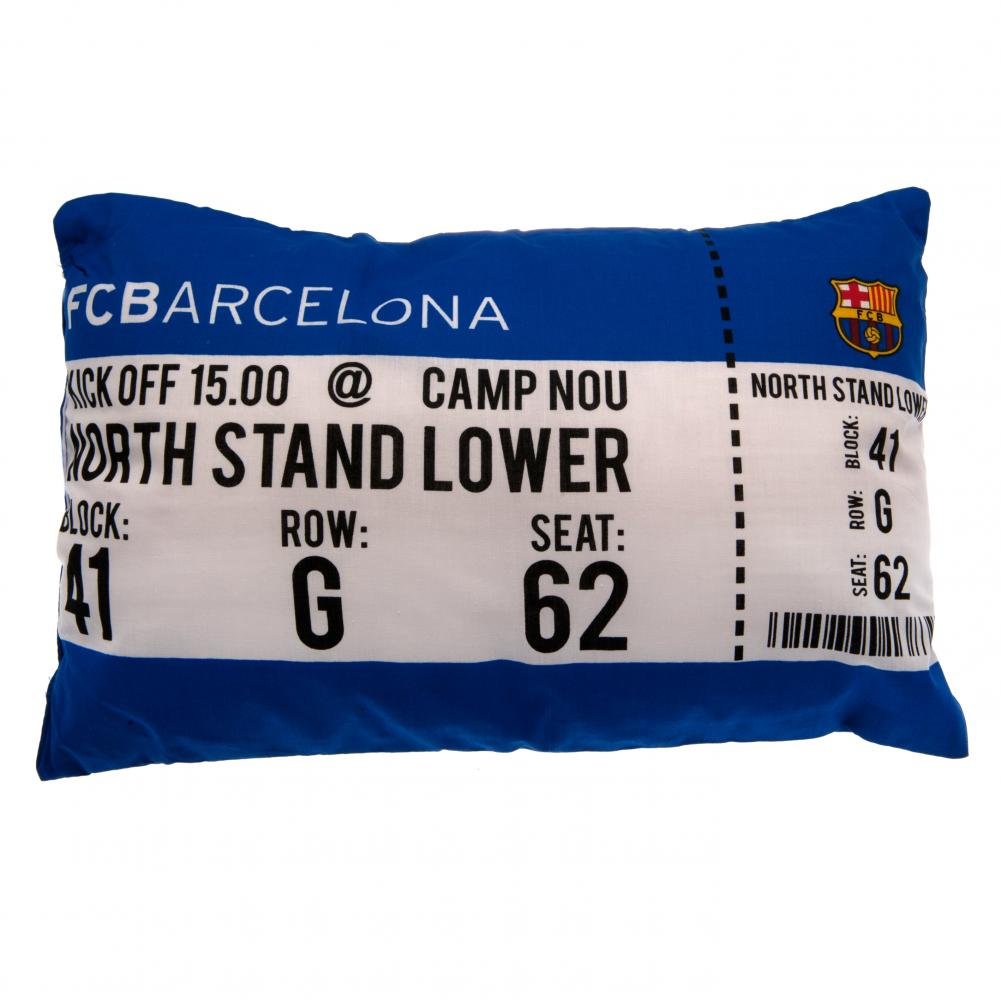 FCBARCELONA
FCB
KICK OFF 15.00 @ CAMP NOU
NORTH STAND LOWER
BLOCK: ROW: SEAT:
41 G 62
NORTH STAND LOWE
BLOCK: 41
ROW: G
SEAT: 62